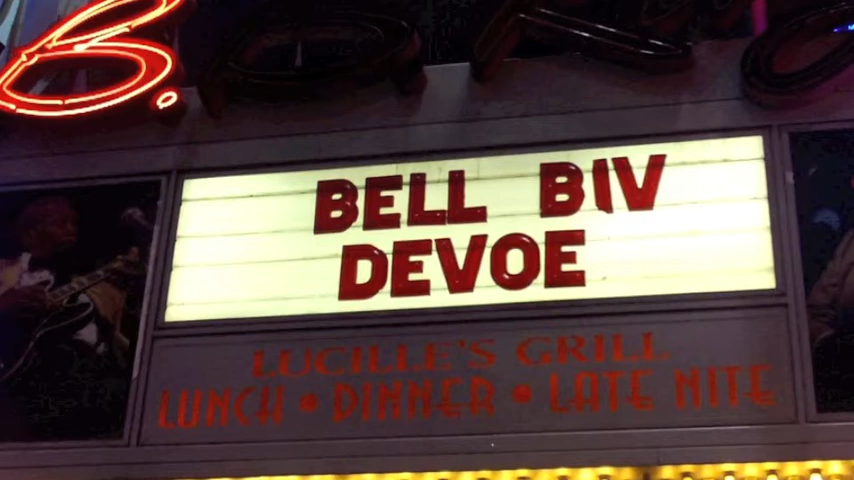 B.
BELL BIV
DEVOE
LUCILLE'S GRILL
LUNCH • DINNER • LATE NITE